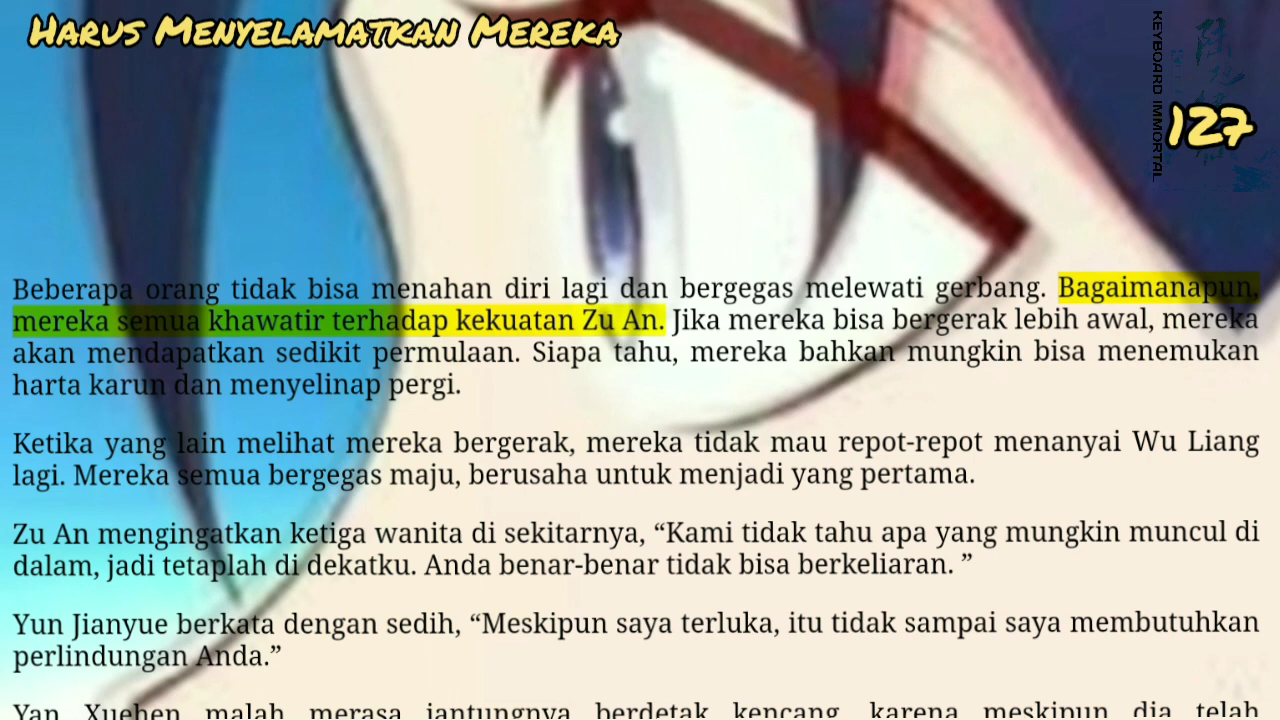 Harus Menyelamatkan Mereka
KEYBOARD IMMORTAL
127
Beberapa orang tidak bisa menahan diri lagi dan bergegas melewati gerbang. Bagaimanapun,
mereka semua khawatir terhadap kekuatan Zu An. Jika mereka bisa bergerak lebih awal, mereka
akan mendapatkan sedikit permulaan. Siapa tahu, mereka bahkan mungkin bisa menemukan
harta karun dan menyelinap pergi.
Ketika yang lain melihat mereka bergerak, mereka tidak mau repot-repot menanyai Wu Liang
lagi. Mereka semua bergegas maju, berusaha untuk menjadi yang pertama.
Zu An mengingatkan ketiga wanita di sekitarnya, “Kami tidak tahu apa yang mungkin muncul di
dalam, jadi tetaplah di dekatku. Anda benar-benar tidak bisa berkeliaran. ”
Yun Jianyue berkata dengan sedih, “Meskipun saya terluka, itu tidak sampai saya membutuhkan
perlindungan Anda.”
Yan Xuehen malah merasa jantungnya berdetak kencang, karena meskipun dia telah